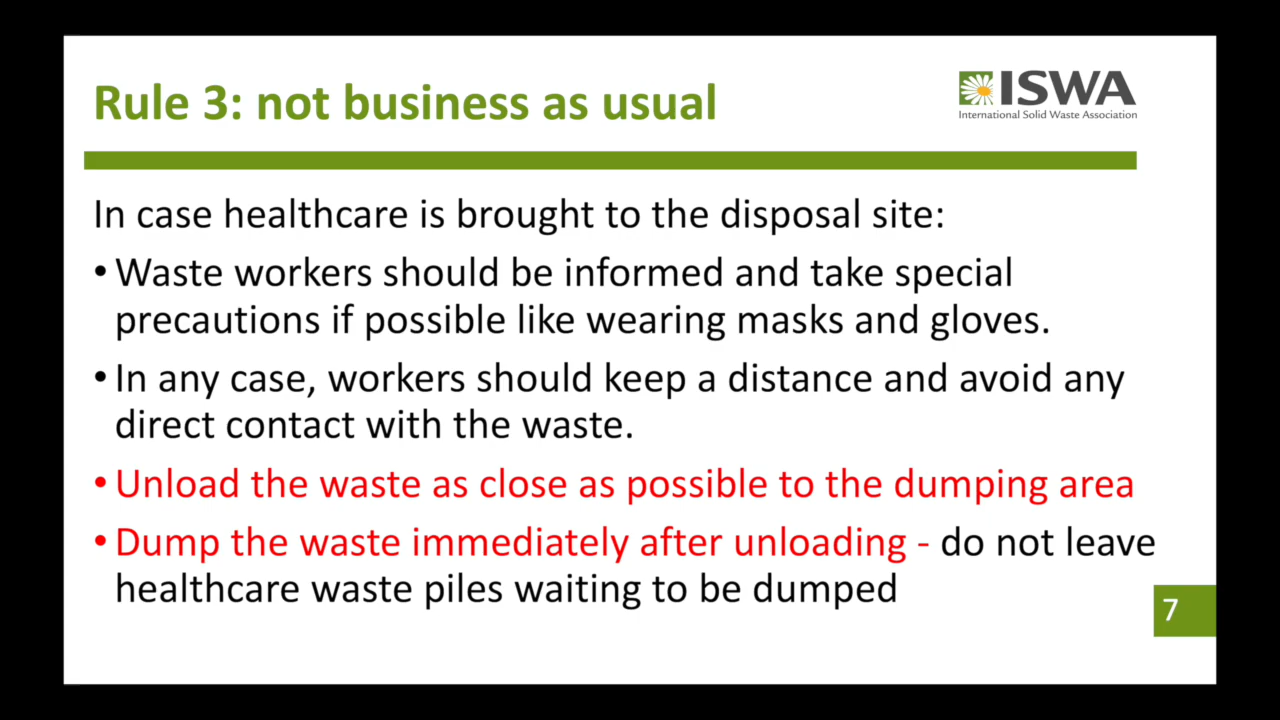 Rule 3: not business as usual
ISWA
International Solid Waste Association
In case healthcare is brought to the disposal site:
• Waste workers should be informed and take special
precautions if possible like wearing masks and gloves.
• In any case, workers should keep a distance and avoid any
direct contact with the waste.
• Unload the waste as close as possible to the dumping area
• Dump the waste immediately after unloading - do not leave
healthcare waste piles waiting to be dumped
7